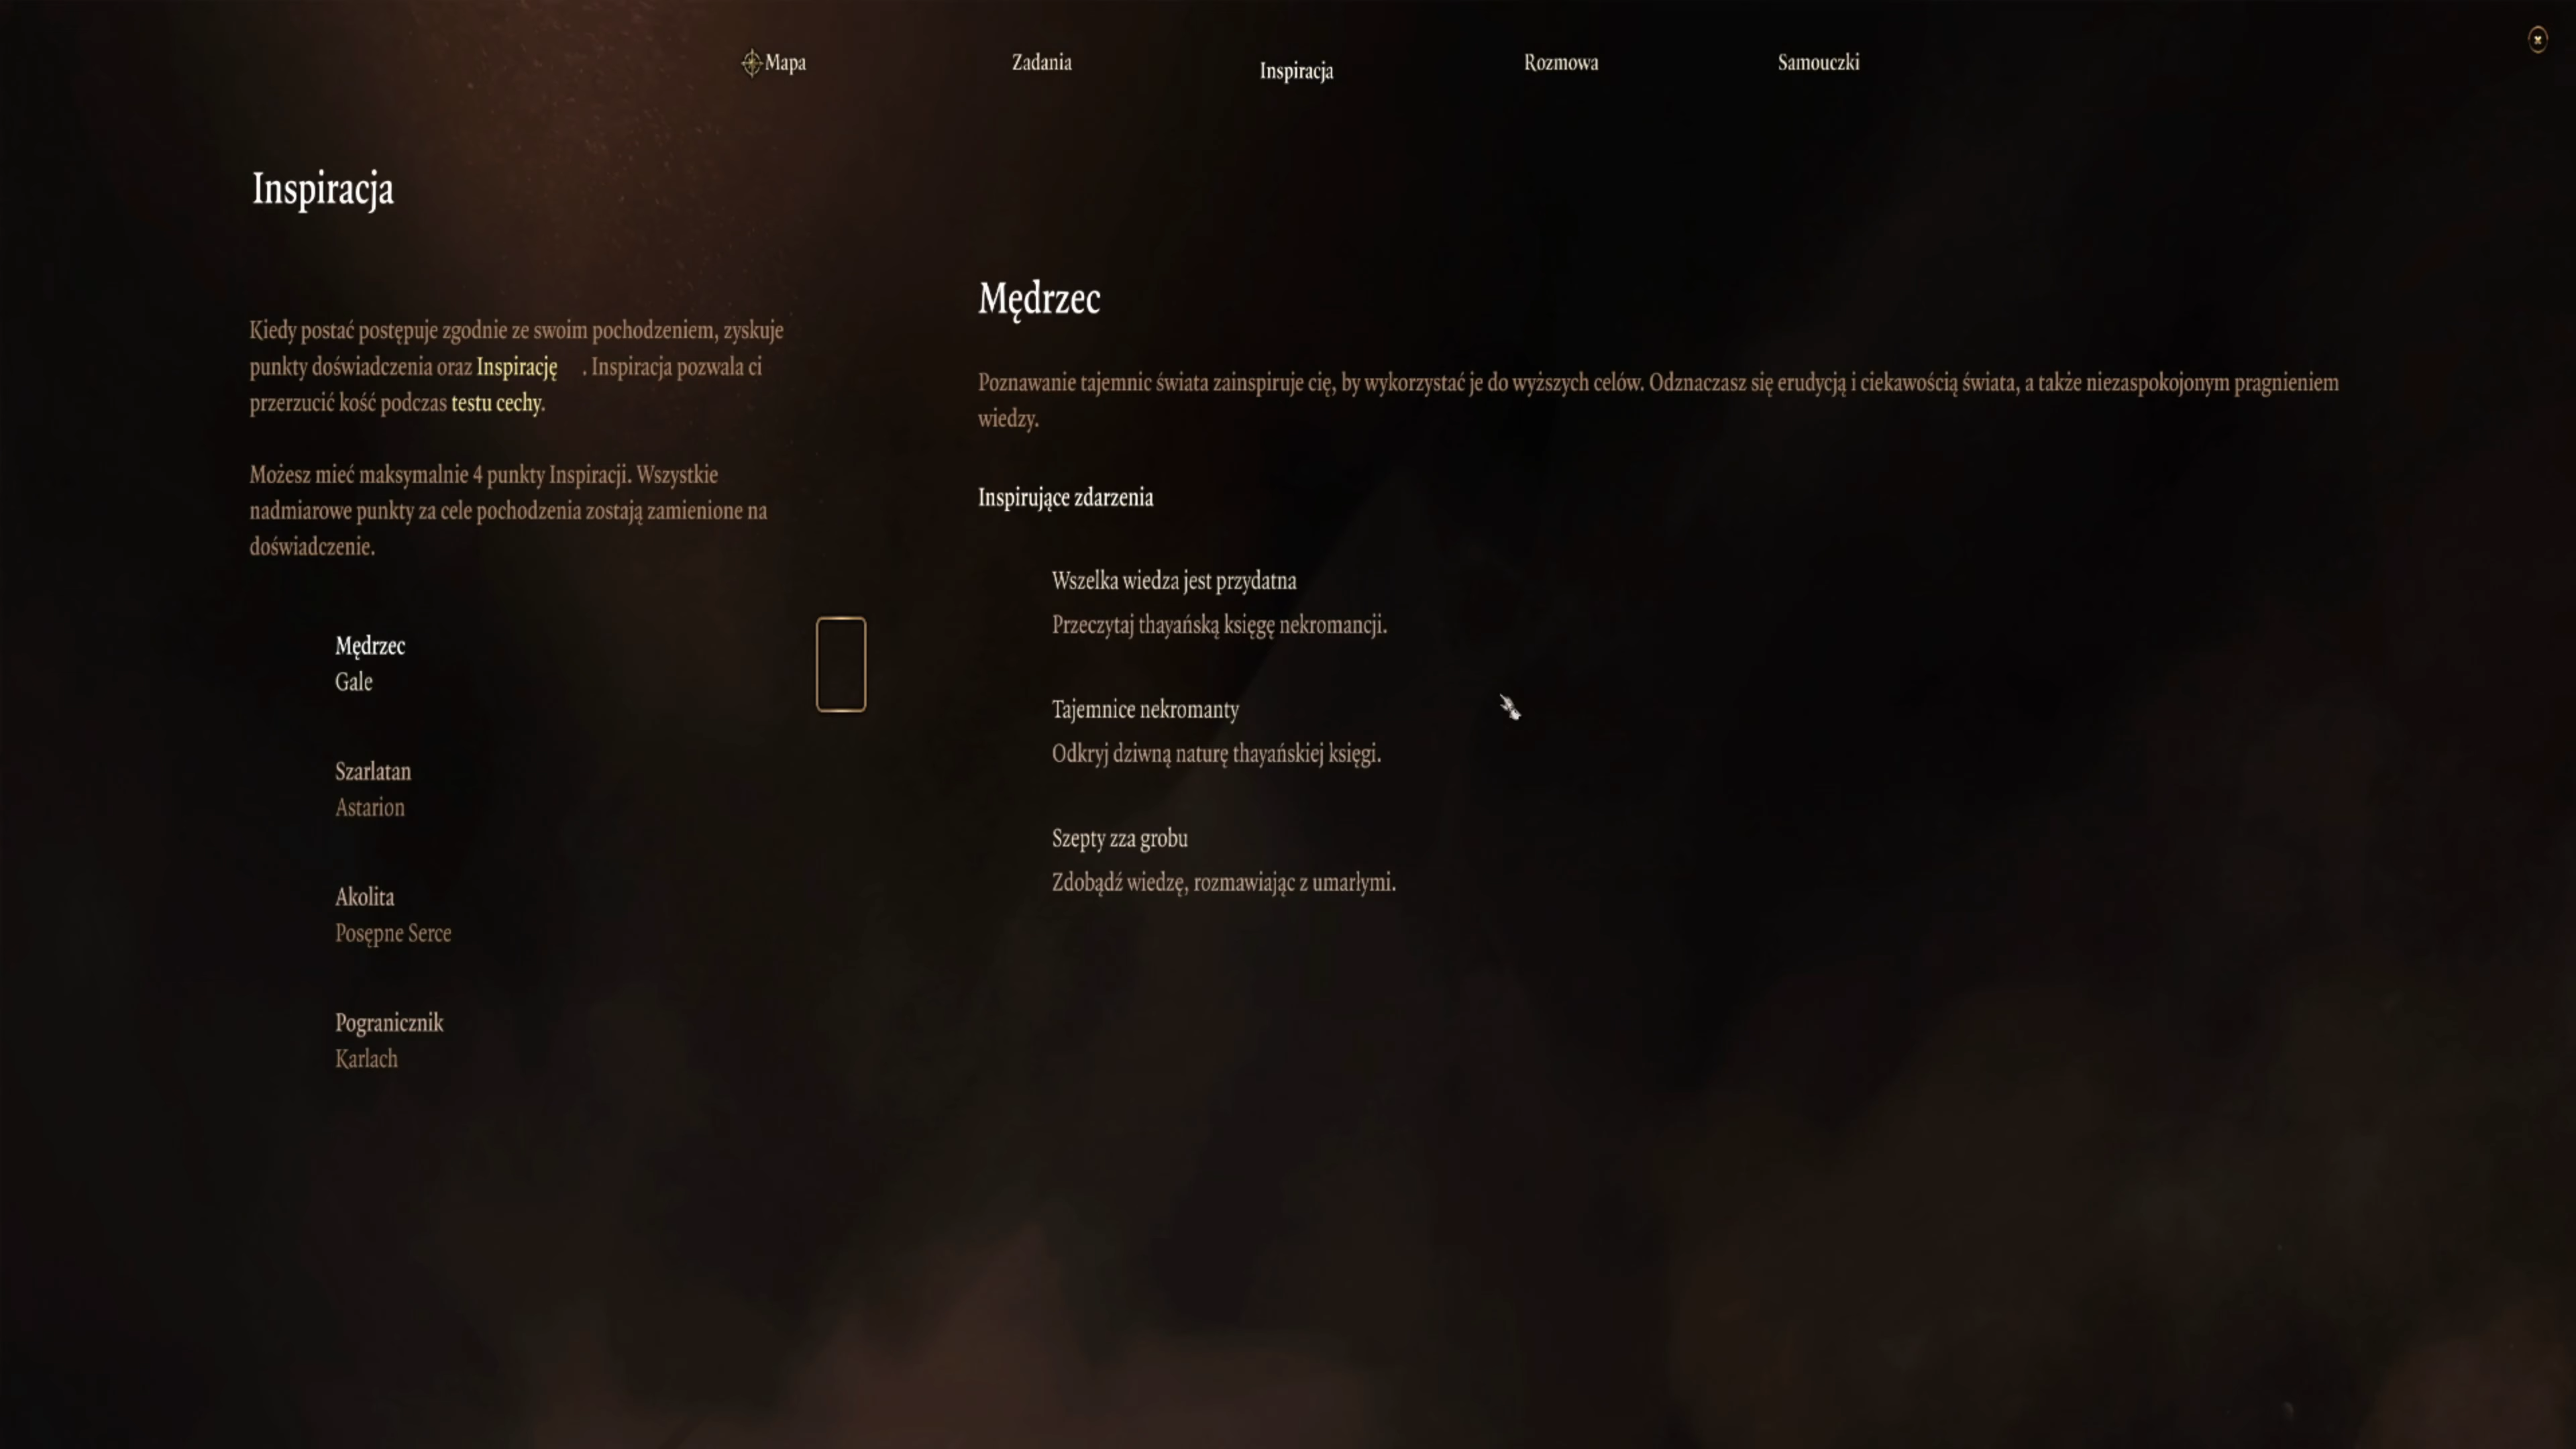 Mapa
Zadania
Inspiracja
Rozmowa
Samouczki
Inspiracja
Kiedy postać postępuje zgodnie ze swoim pochodzeniem, zyskuje
punkty doświadczenia oraz Inspirację . Inspiracja pozwala ci
przerzucić kość podczas testu cechy.
Możesz mieć maksymalnie 4 punkty Inspiracji. Wszystkie
nadmiarowe punkty za cele pochodzenia zostają zamienione na
doświadczenie.
Mędrzec
Gale
Szarlatan
Astarion
Akolita
Posępne Serce
Pogranicznik
Karlach
Mędrzec
Poznawanie tajemnic świata zainspiruje cię, by wykorzystać je do wyższych celów. Odznaczasz się erudycją i ciekawością świata, a także niezaspokojonym pragnieniem
wiedzy.
Inspirujące zdarzenia
Wszelka wiedza jest przydatna
Przeczytaj thayańską księgę nekromancji.
Tajemnice nekromanty
Odkryj dziwną naturę thayańskiej księgi.
Szepty zza grobu
Zdobądź wiedzę, rozmawiając z umarłymi.